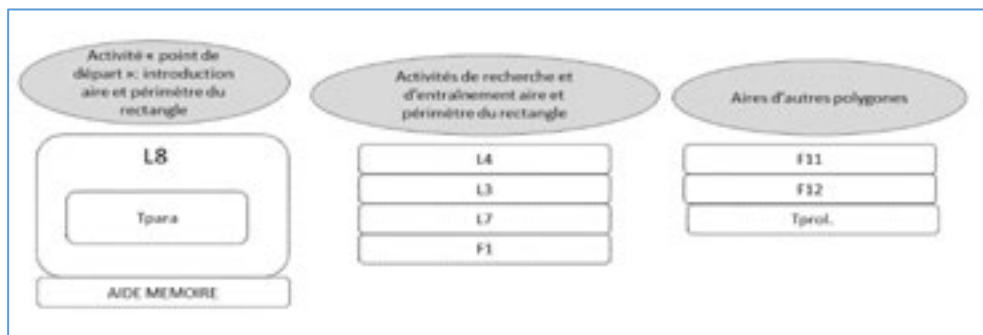 Activité « point de
départ »: introduction
aire et périmètre du
rectangle
L8
Tpara
AIDE MEMOIRE
Activités de recherche et
d'entraînement aire et
périmètre du rectangle
L4
L3
L7
F1
Aires d'autres polygones
F11
F12
Tprol.